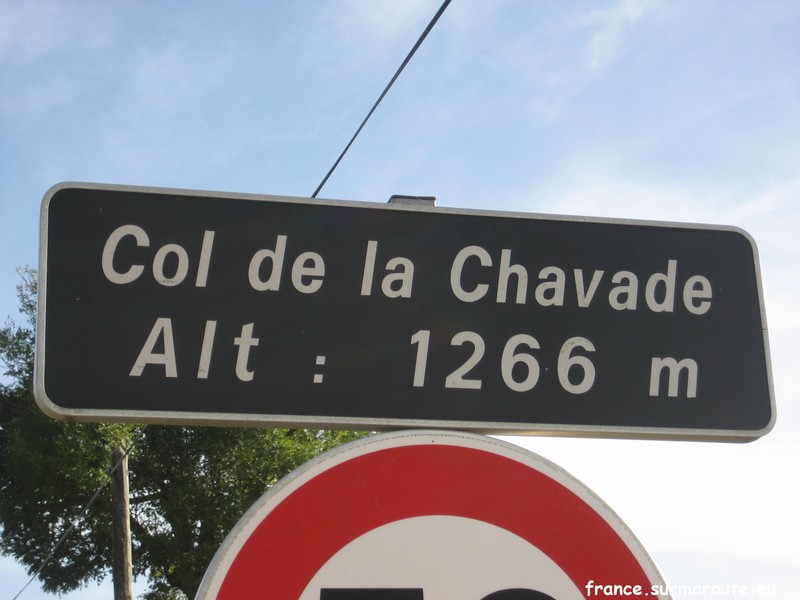 Col de la Chavade
Alt : 1266 m
france.surmaroute.eu